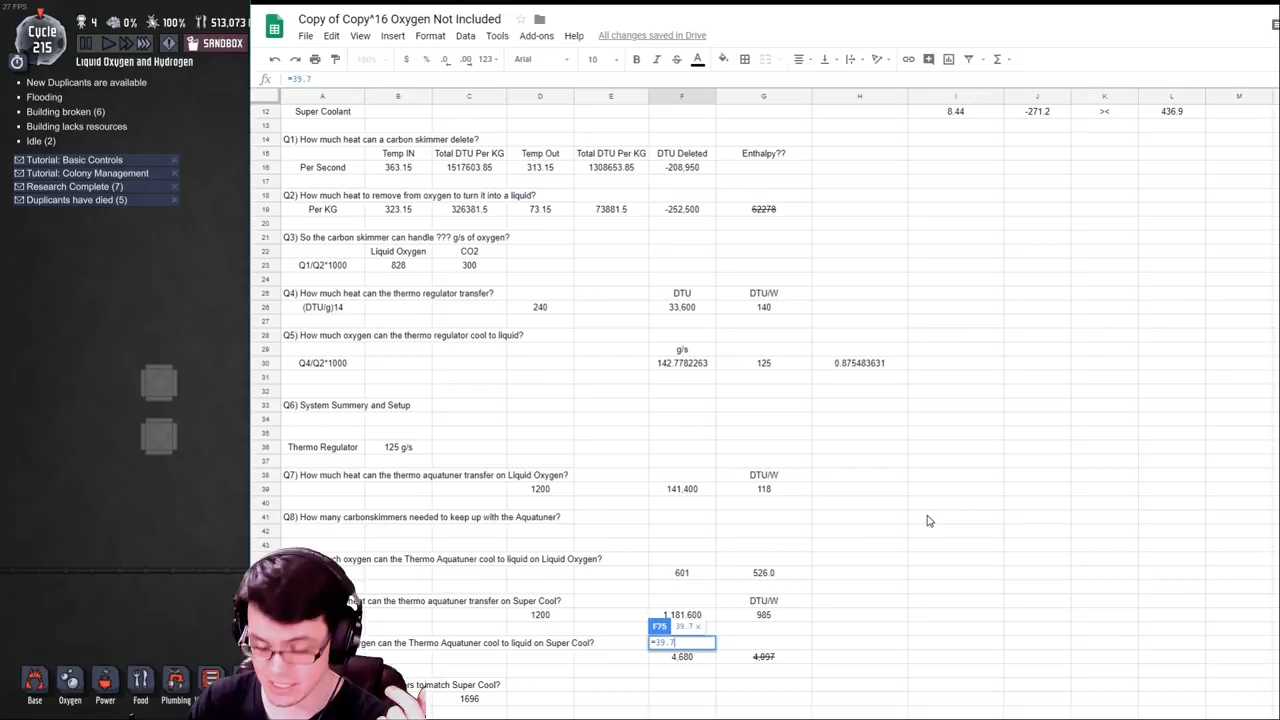 27 FPS
Cycle
215
4
0%
100%
513,073
SANDBOX
Liquid Oxygen and Hydrogen
New Duplicants are available
Flooding
Building broken (6)
Building lacks resources
Idle (2)
Tutorial: Basic Controls ×
Tutorial: Colony Management ×
Research Complete (7) ×
Duplicants have died (5) ×
Base
Oxygen
Power
Food
Plumbing
Copy of Copy^16 Oxygen Not Included
File Edit View Insert Format Data Tools Add-ons Help All changes saved in Drive
100% $ % .0 .00 123 Arial 10 B I S A
fx =39.7
A B C D E F G H I J K L M
12 Super Coolant 8.44 -271.2 >< 436.9
13
14 Q1) How much heat can a carbon skimmer delete?
15 Temp IN Total DTU Per KG Temp Out Total DTU Per KG DTU Deleted Enthalpy??
16 Per Second 363.15 1517603.85 313.15 1308653.85 -208,950
17
18 Q2) How much heat to remove from oxygen to turn it into a liquid?
19 Per KG 323.15 326381.5 73.15 73881.5 -252,500 62278
20
21 Q3) So the carbon skimmer can handle ??? g/s of oxygen?
22 Liquid Oxygen CO2
23 Q1/Q2*1000 828 300
24
25 Q4) How much heat can the thermo regulator transfer? DTU DTU/W
26 (DTU/g)14 240 33,600 140
27
28 Q5) How much oxygen can the thermo regulator cool to liquid?
29 g/s
30 Q4/Q2*1000 142.7782263 125 0.875483631
31
32
33 Q6) System Summery and Setup
34
35
36 Thermo Regulator 125 g/s
37
38 Q7) How much heat can the thermo aquatuner transfer on Liquid Oxygen? DTU/W
39 1200 141,400 118
40
41 Q8) How many carbonskimmers needed to keep up with the Aquatuner?
42
43
oxygen can the Thermo Aquatuner cool to liquid on Liquid Oxygen?
601 526.0
heat can the thermo aquatuner transfer on Super Cool? DTU/W
1200 1,181,600 985
F75 39.7 ×
can the Thermo Aquatuner cool to liquid on Super Cool? =39.7
4,680 4,097
to match Super Cool?
1696